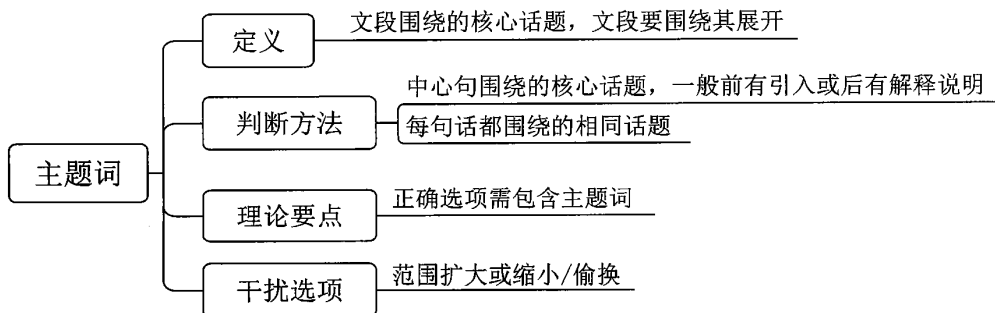 主题词
定义
文段围绕的核心话题，文段要围绕其展开
判断方法
中心句围绕的核心话题，一般前有引入或后有解释说明
每句话都围绕的相同话题
理论要点
正确选项需包含主题词
干扰选项
范围扩大或缩小/偷换